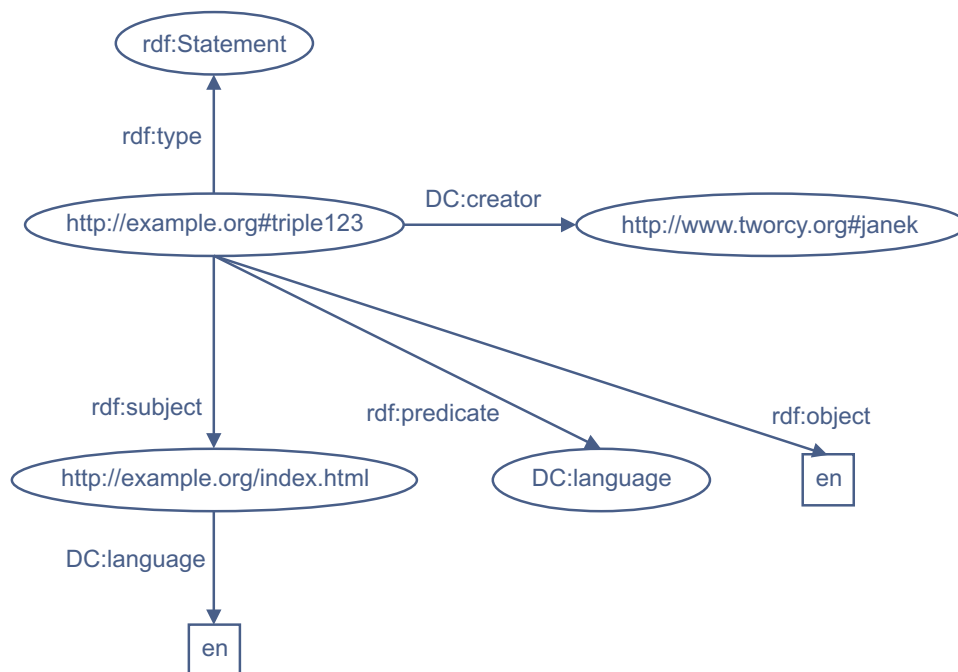 rdf:Statement
rdf:type
DC:creator
http://example.org#triple123
http://www.tworcy.org#janek
rdf:subject
rdf:predicate
rdf:object
http://example.org/index.html
DC:language
en
DC:language
en